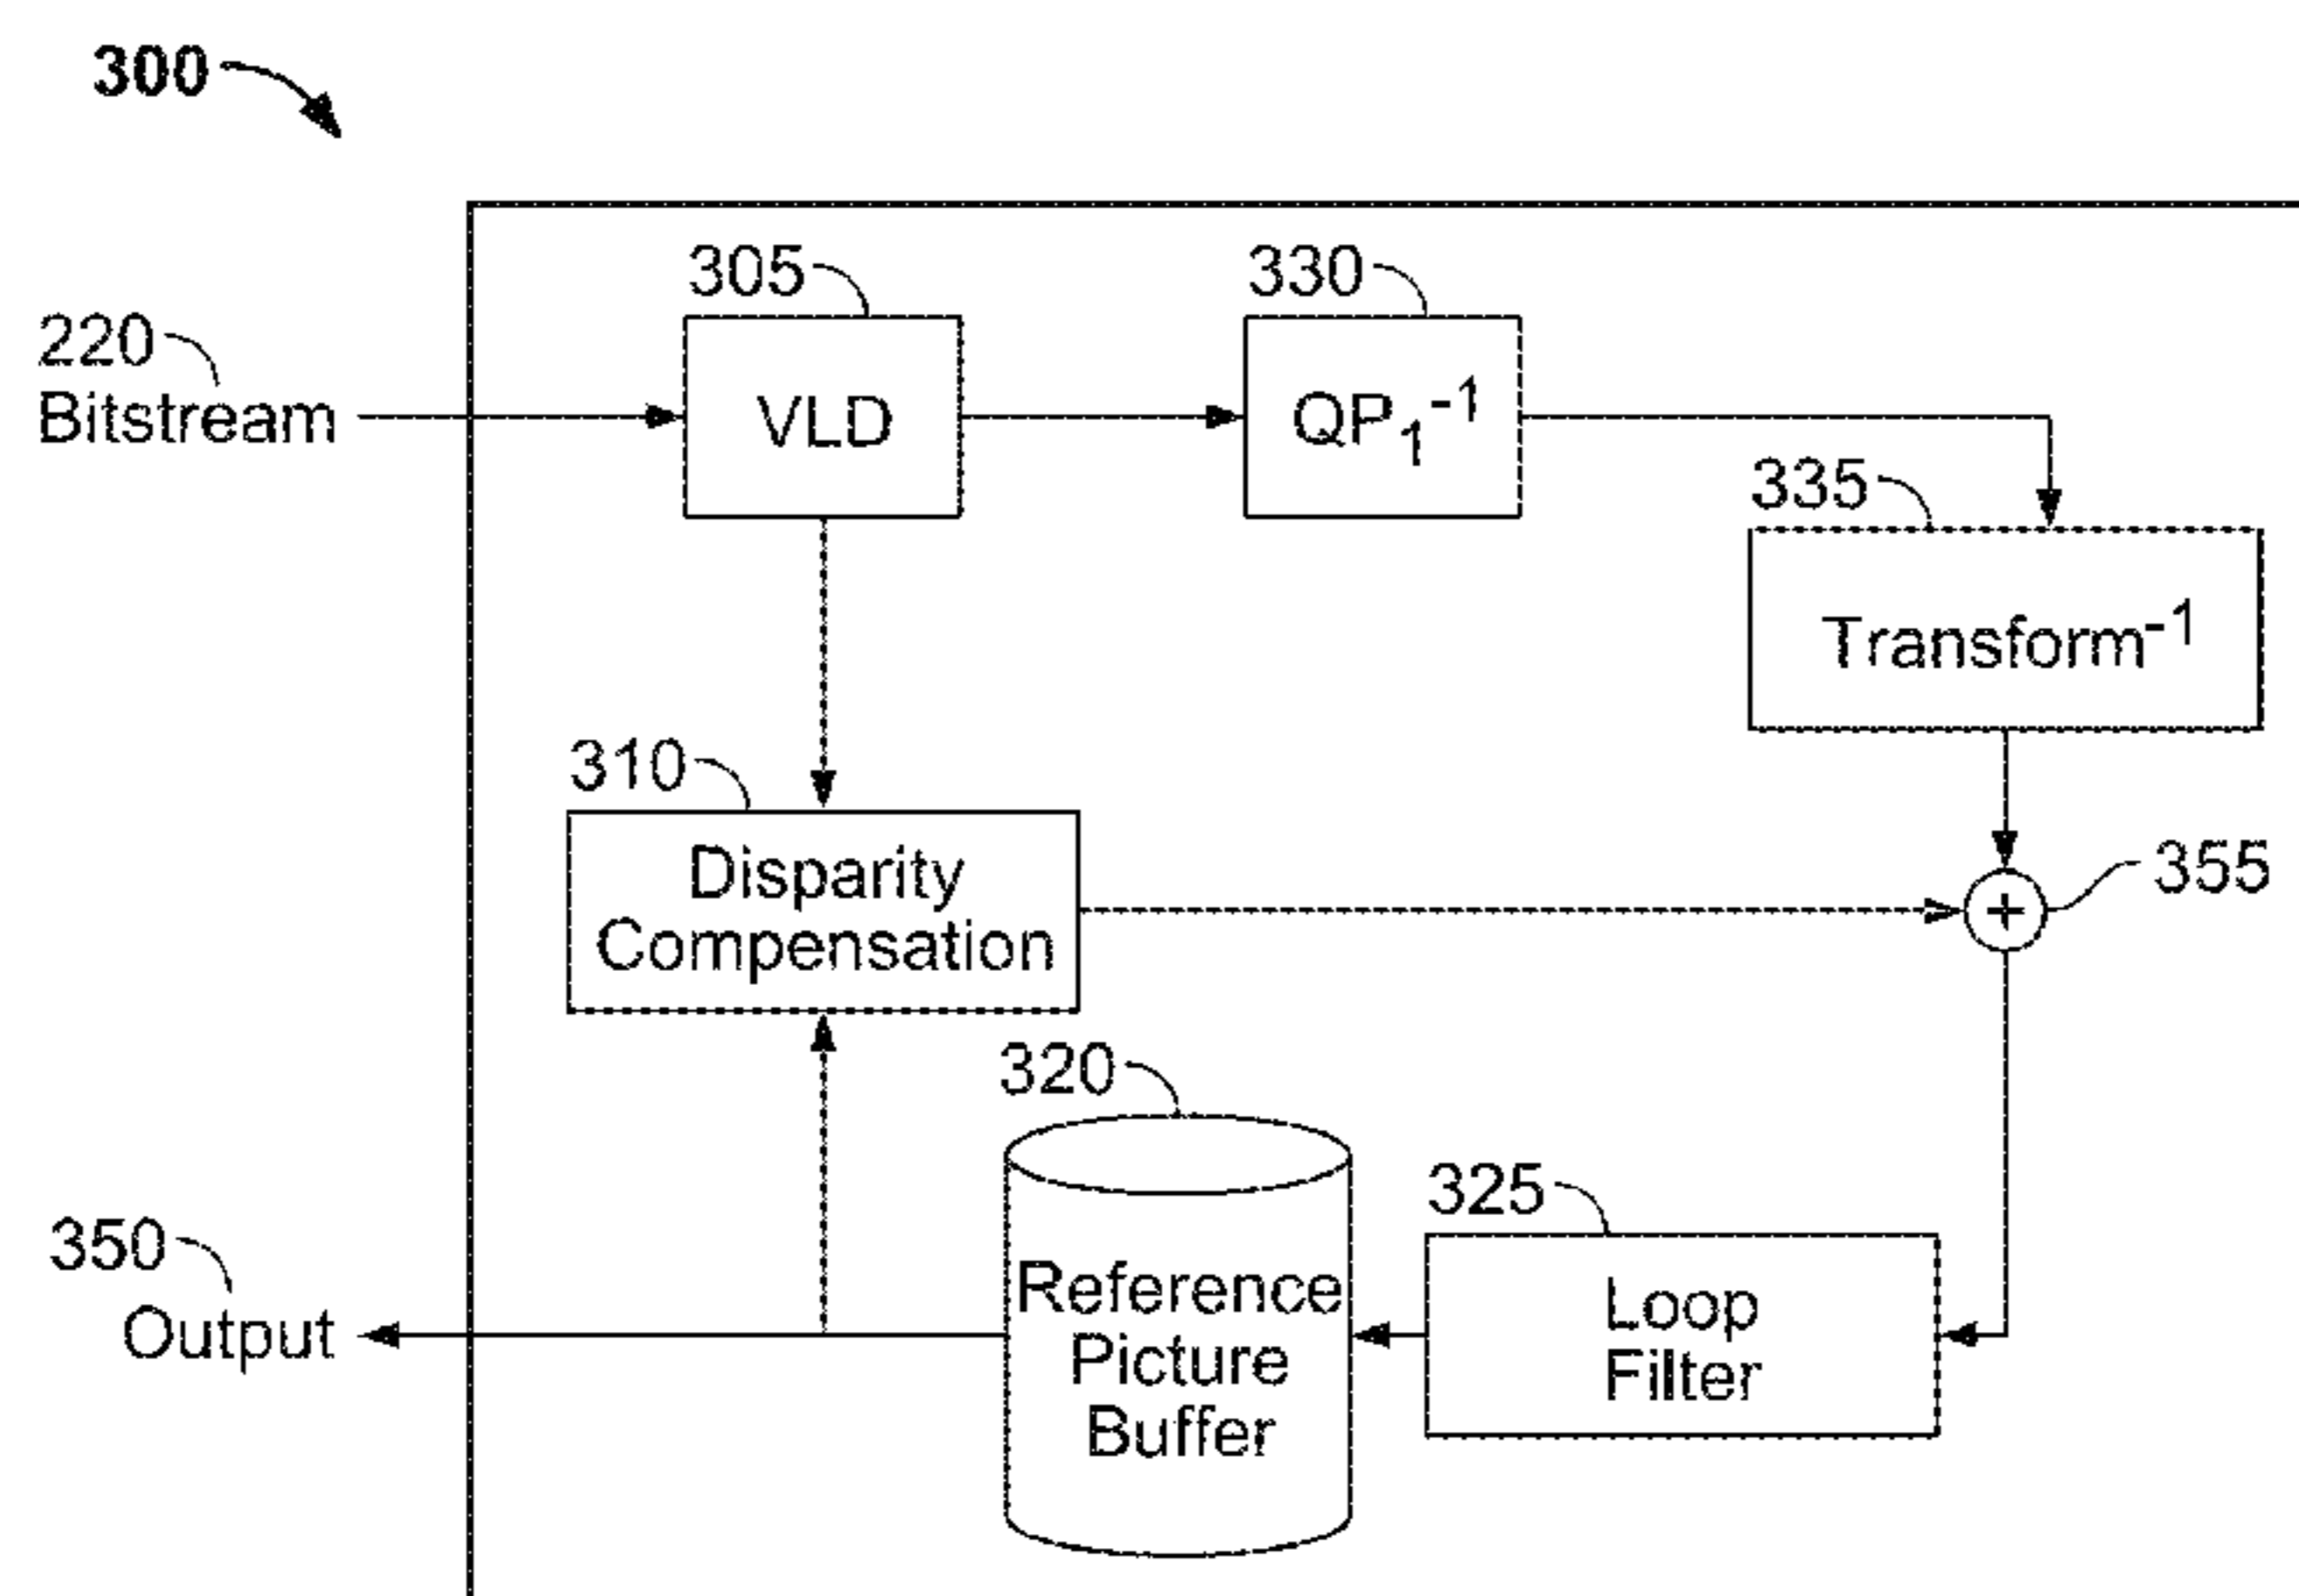 300
305
330
220
Bitstream
VLD
QP₁⁻¹
335
Transform⁻¹
310
Disparity
Compensation
+
355
320
325
350
Output
Reference
Picture
Buffer
Loop
Filter